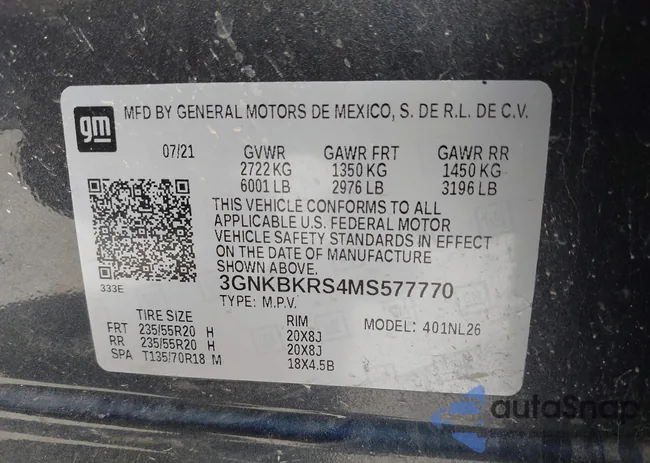 gm
MFD BY GENERAL MOTORS DE MEXICO, S. DE R.L. DE C.V.
07/21 GVWR GAWR FRT GAWR RR
2722 KG 1350 KG 1450 KG
6001 LB 2976 LB 3196 LB
THIS VEHICLE CONFORMS TO ALL
APPLICABLE U.S. FEDERAL MOTOR
VEHICLE SAFETY STANDARDS IN EFFECT
ON THE DATE OF MANUFACTURE
SHOWN ABOVE.
333E
3GNKBKRS4MS577770
TYPE: M.P.V.
TIRE SIZE RIM MODEL: 401NL26
FRT 235/55R20 H 20X8J
RR 235/55R20 H 20X8J
SPA T135/70R18 M 18X4.5B
autoSnap